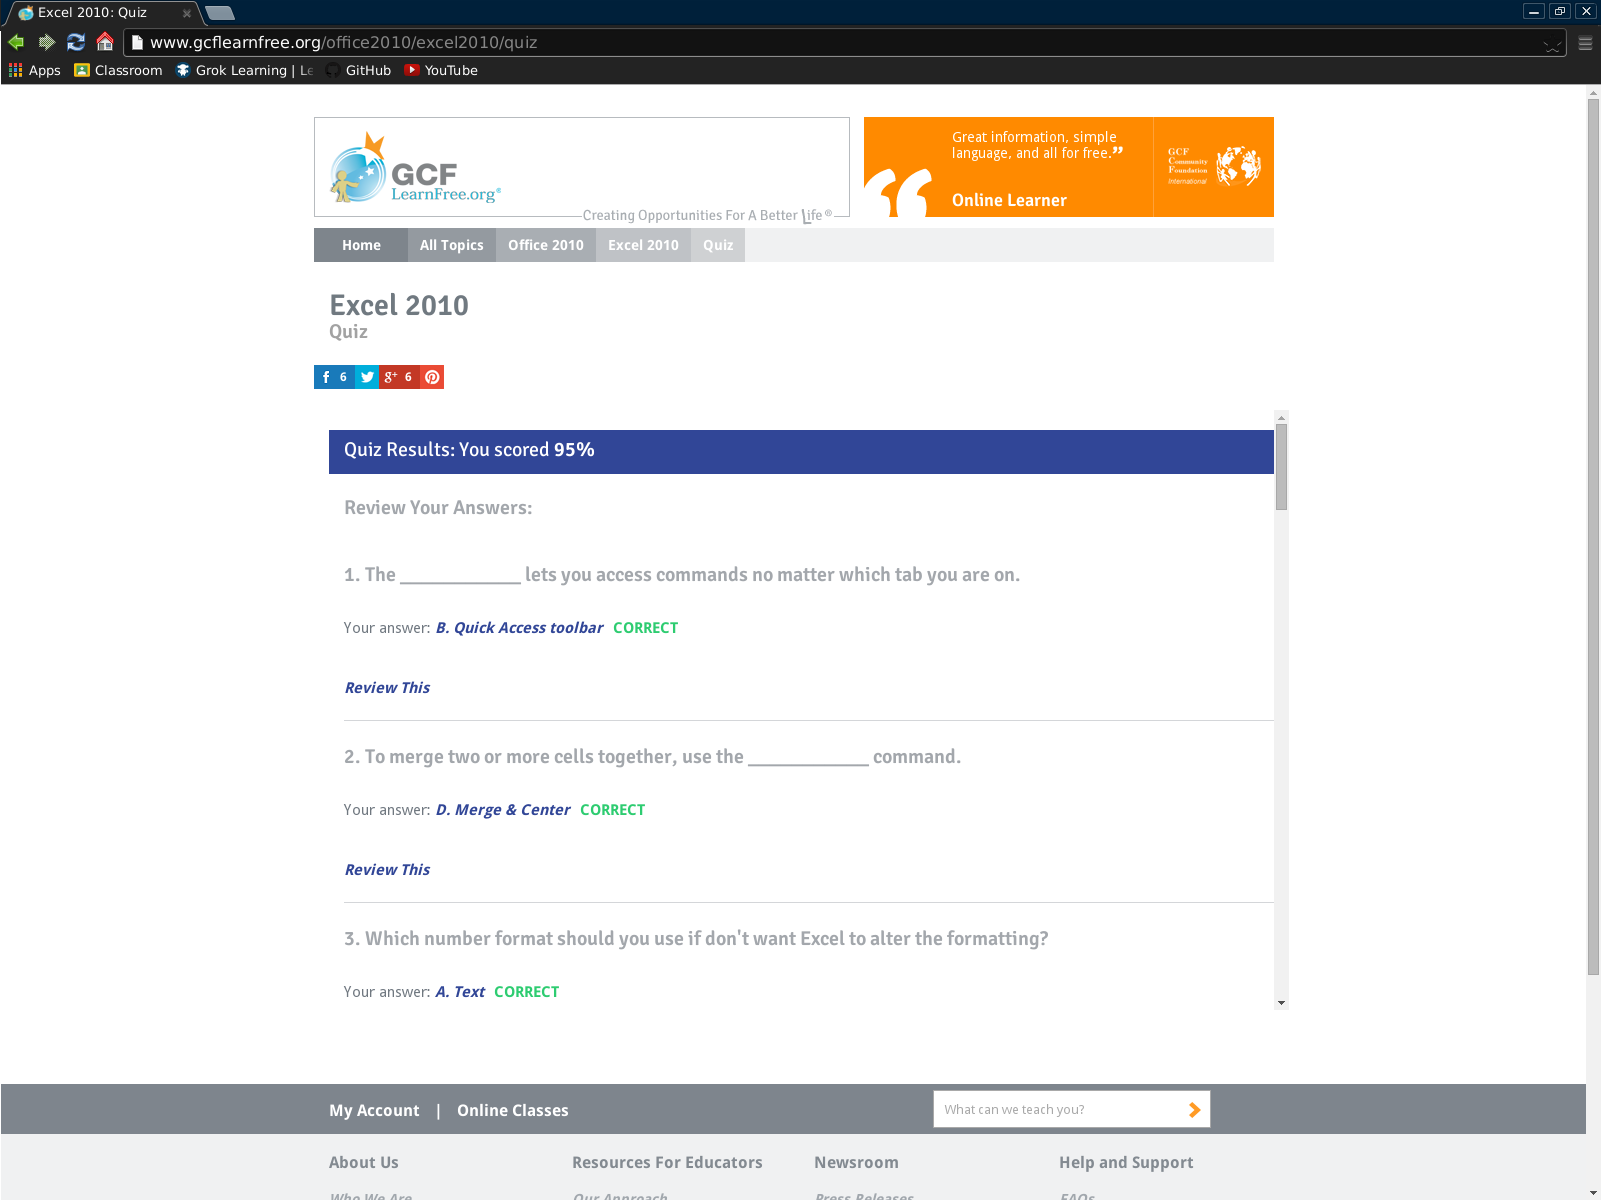 Excel 2010: Quiz
www.gcflearnfree.org/office2010/excel2010/quiz
Apps Classroom Grok Learning | Le GitHub YouTube
GCF
LearnFree.org®
Creating Opportunities For A Better Life®
Great information, simple
language, and all for free.”
Online Learner
GCF
Community
Foundation
International
Home All Topics Office 2010 Excel 2010 Quiz
Excel 2010
Quiz
f 6 g+ 6
Quiz Results: You scored 95%
Review Your Answers:
1. The ____________ lets you access commands no matter which tab you are on.
Your answer: B. Quick Access toolbar CORRECT
Review This
2. To merge two or more cells together, use the ____________ command.
Your answer: D. Merge & Center CORRECT
Review This
3. Which number format should you use if don't want Excel to alter the formatting?
Your answer: A. Text CORRECT
My Account | Online Classes
What can we teach you?
About Us Resources For Educators Newsroom Help and Support
Who We Are Our Approach Press Releases FAQs